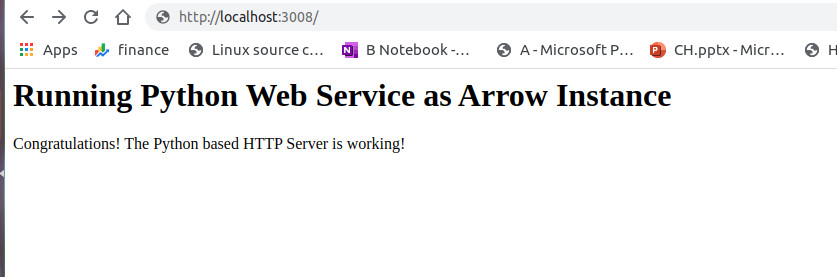 http://localhost:3008/
Apps finance Linux source c... B Notebook -... A - Microsoft P... CH.pptx - Micr... H
Running Python Web Service as Arrow Instance
Congratulations! The Python based HTTP Server is working!